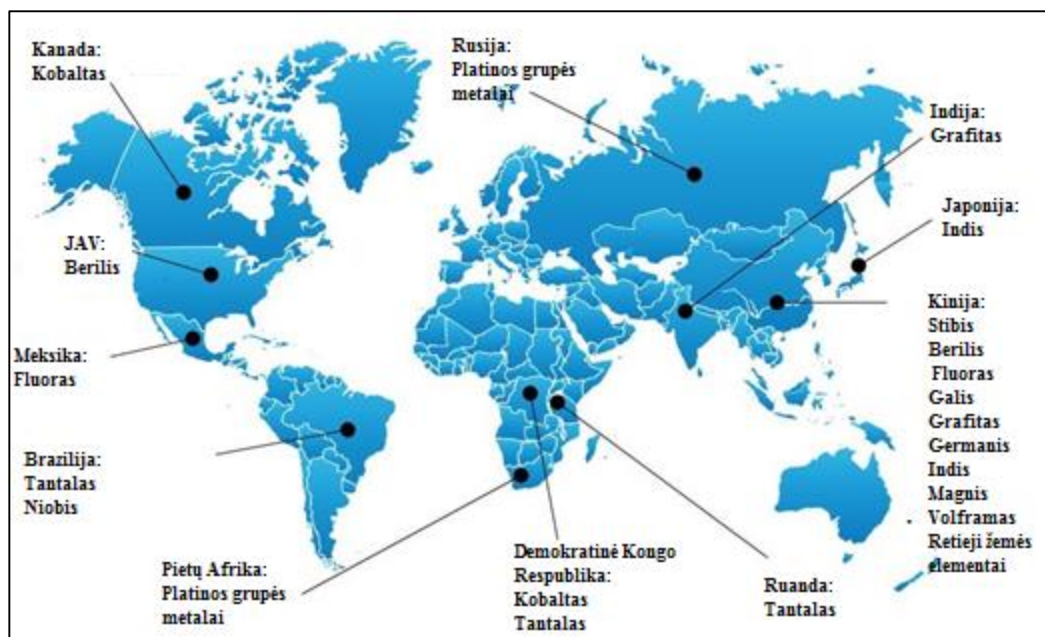 Kanada:
Kobaltas
JAV:
Berilis
Meksika:
Fluoras
Brazilija:
Tantalas
Niobis
Pietų Afrika:
Platinos grupės
metalai
Rusija:
Platinos grupės
metalai
Demokratinė Kongo
Respublika:
Kobaltas
Tantalas
Ruanda:
Tantalas
Indija:
Grafitas
Japonija:
Indis
Kinija:
Stibis
Berilis
Fluoras
Galis
Grafitas
Germanis
Indis
Magnis
Volframas
Retieji žemės
elementai